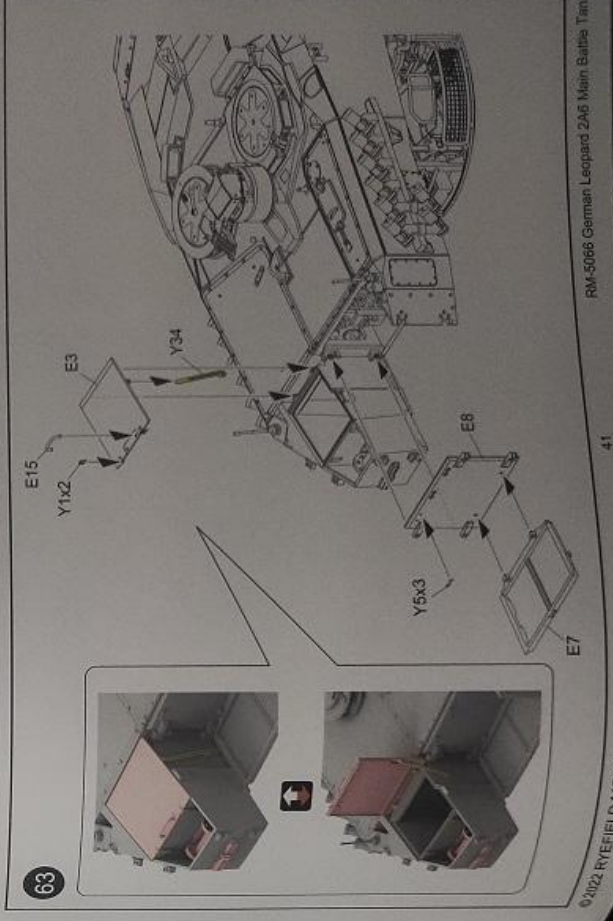 63
E15
Y1x2
E3
Y34
Y5x3
E8
E7
©2022 RYEFIELD
41
RM-5066 German Leopard 2A6 Main Battle Tan